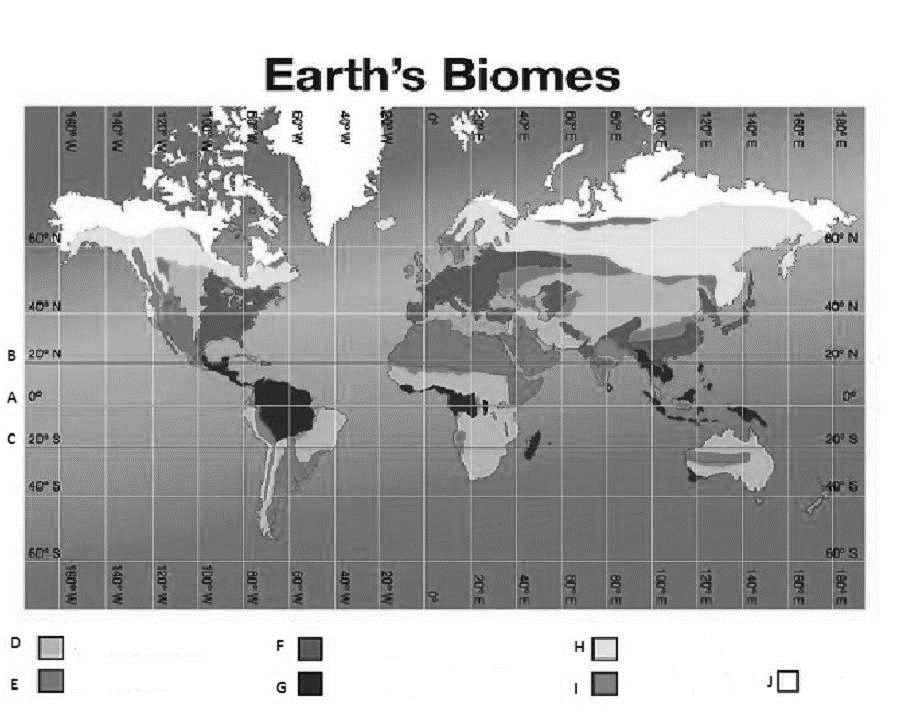 Earth's Biomes
160° W 140° W 120° W 100° W 80° W 60° W 40° W 20° W 0° 20° E 40° E 60° E 80° E 100° E 120° E 140° E 160° E 180° E
60° N 60° N
40° N 40° N
B 20° N 20° N
A 0° 0°
C 20° S 20° S
40° S 40° S
60° S 60° S
160° W 140° W 120° W 100° W 80° W 60° W 40° W 20° W 0° 20° E 40° E 60° E 80° E 100° E 120° E 140° E 160° E 180° E
D F H
E G I J